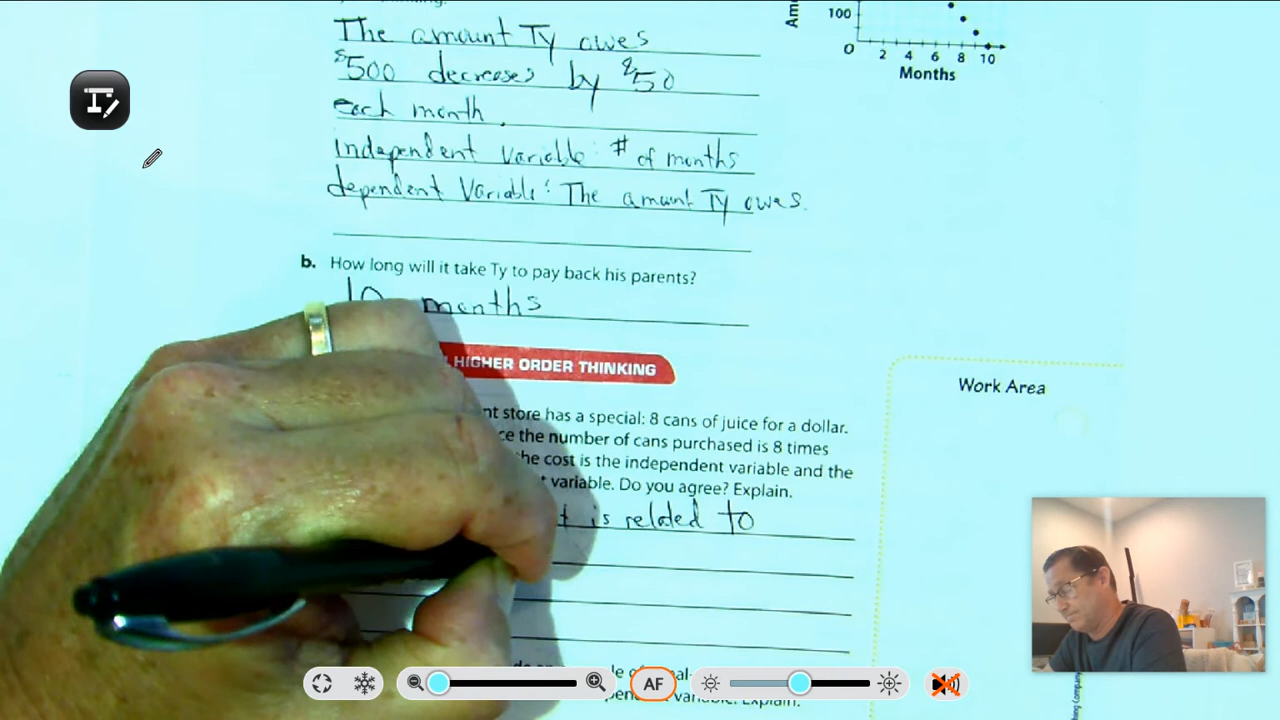 The amount Ty owes
$500 decreases by $50
each month.
independent variable: # of months
dependent Variable: The amount Ty owes.
b. How long will it take Ty to pay back his parents?
10 months
HIGHER ORDER THINKING
store has a special: 8 cans of juice for a dollar.
the number of cans purchased is 8 times
the cost is the independent variable and the
variable. Do you agree? Explain.
is related to
100
0
2 4 6 8 10
Months
Work Area
AF